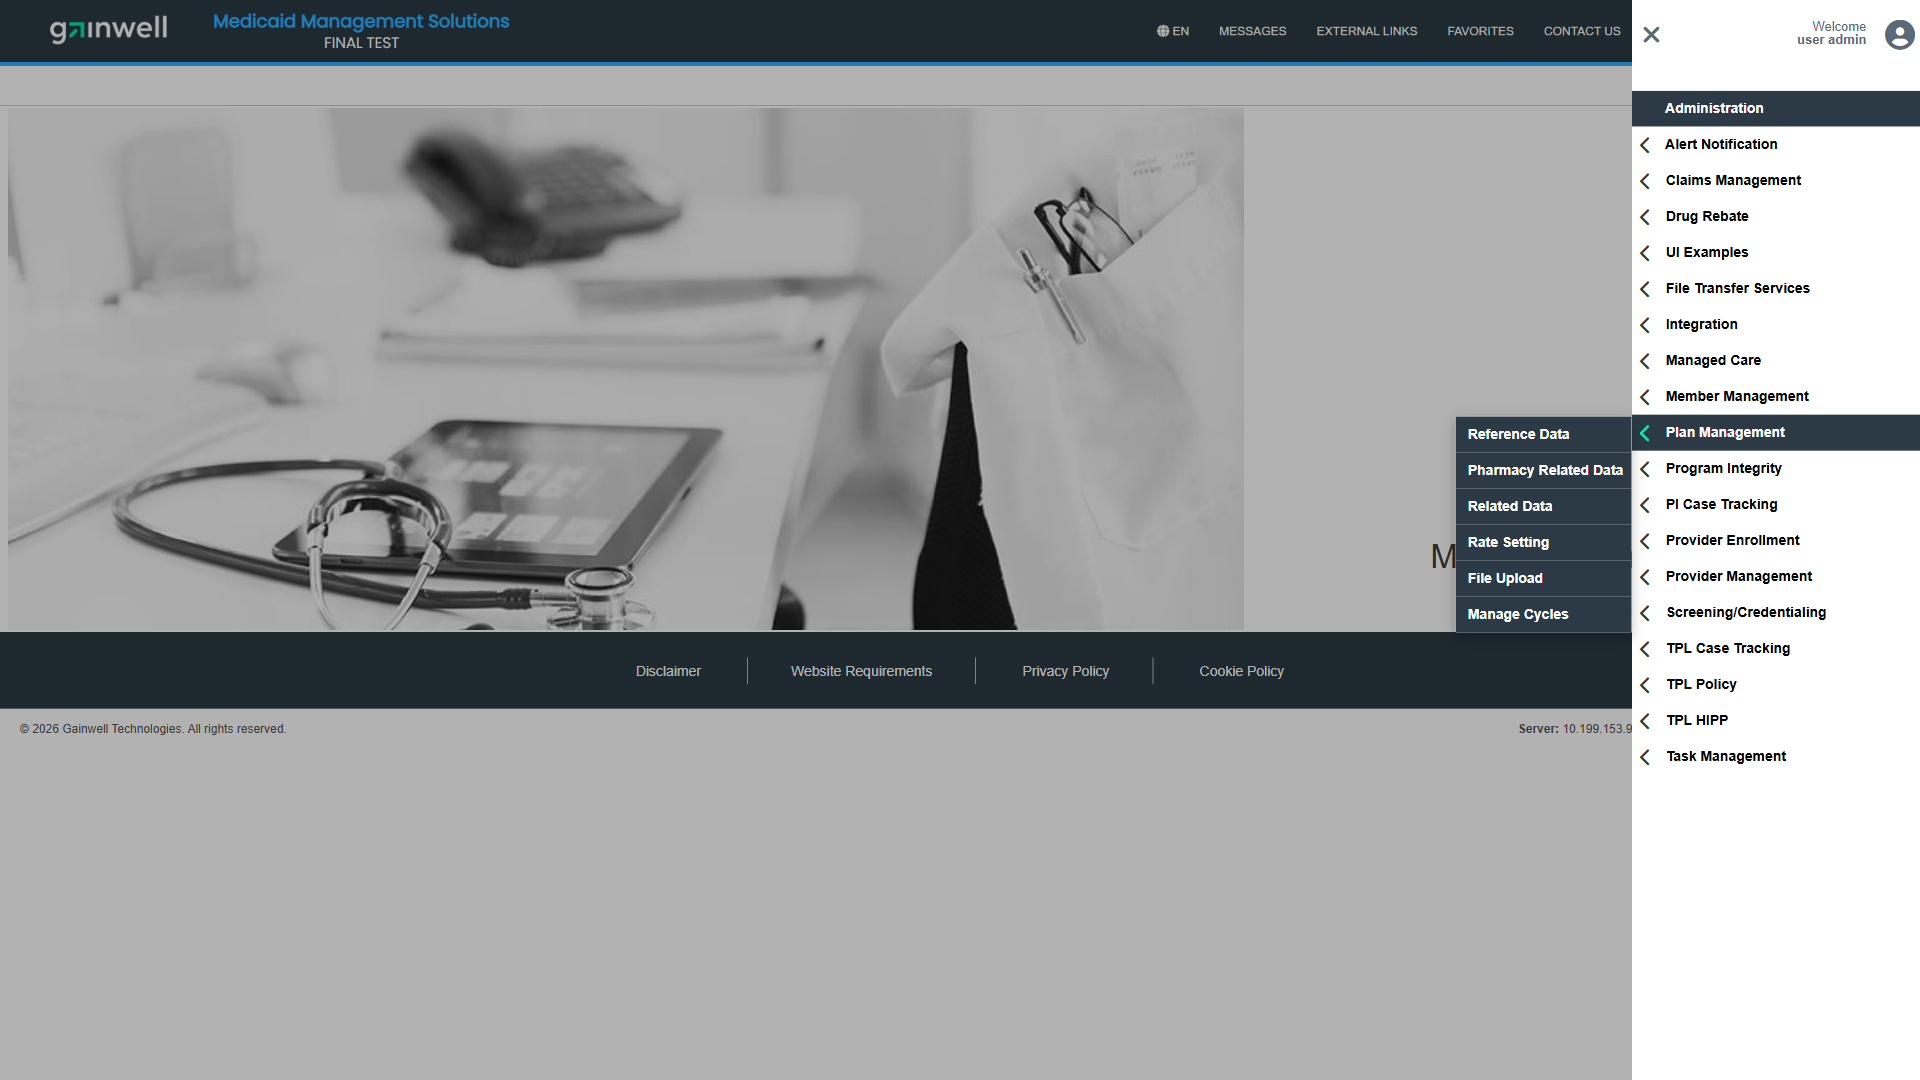 gainwell
Medicaid Management Solutions
FINAL TEST
EN
MESSAGES
EXTERNAL LINKS
FAVORITES
CONTACT US
Welcome
user admin
Administration
Alert Notification
Claims Management
Drug Rebate
UI Examples
File Transfer Services
Integration
Managed Care
Member Management
Plan Management
Program Integrity
PI Case Tracking
Provider Enrollment
Provider Management
Screening/Credentialing
TPL Case Tracking
TPL Policy
TPL HIPP
Task Management
Reference Data
Pharmacy Related Data
Related Data
Rate Setting
File Upload
Manage Cycles
M
Disclaimer
Website Requirements
Privacy Policy
Cookie Policy
© 2026 Gainwell Technologies. All rights reserved.
Server: 10.199.153.9